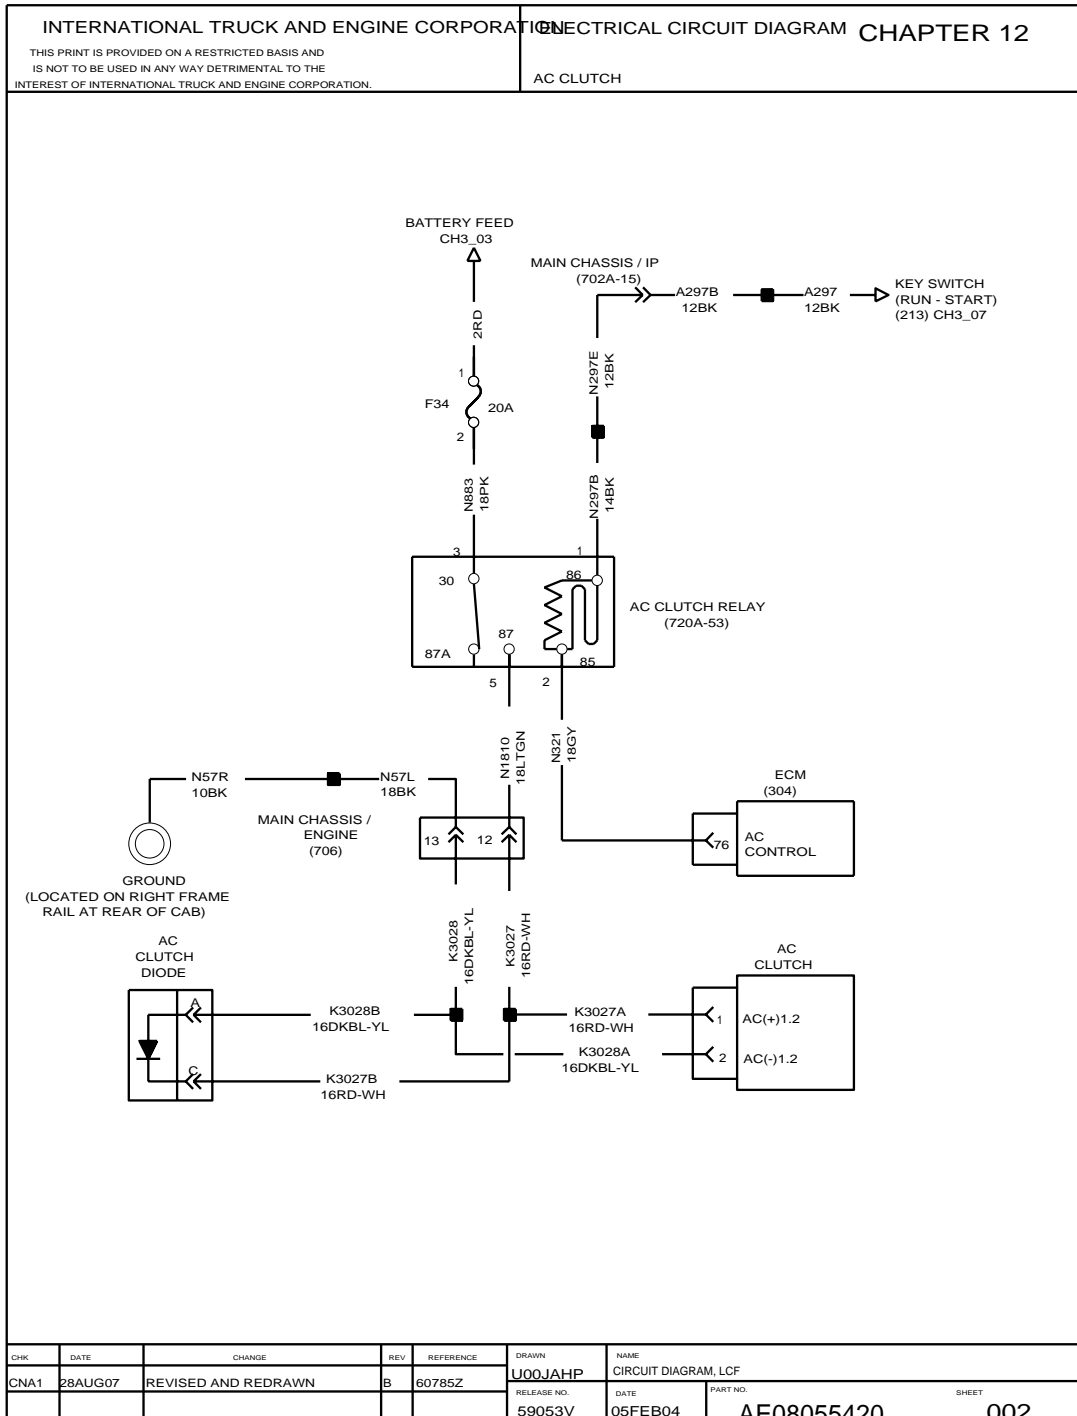 INTERNATIONAL TRUCK AND ENGINE CORPORATION
THIS PRINT IS PROVIDED ON A RESTRICTED BASIS AND
IS NOT TO BE USED IN ANY WAY DETRIMENTAL TO THE
INTEREST OF INTERNATIONAL TRUCK AND ENGINE CORPORATION.
ELECTRICAL CIRCUIT DIAGRAM CHAPTER 12
AC CLUTCH
BATTERY FEED
CH3_03
2RD
1
F34
20A
2
N883
18PK
MAIN CHASSIS / IP
(702A-15)
A297B
12BK
A297
12BK
KEY SWITCH
(RUN - START)
(213) CH3_07
N297E
12BK
N297B
14BK
3
1
30
86
87
87A
85
5
2
AC CLUTCH RELAY
(720A-53)
N1810
18LTGN
N321
18GY
N57R
10BK
N57L
18BK
MAIN CHASSIS /
ENGINE
(706)
13
12
GROUND
(LOCATED ON RIGHT FRAME
RAIL AT REAR OF CAB)
ECM
(304)
76
AC
CONTROL
K3028
16DKBL-YL
K3027
16RD-WH
AC
CLUTCH
DIODE
A
C
K3028B
16DKBL-YL
K3027B
16RD-WH
K3027A
16RD-WH
K3028A
16DKBL-YL
AC
CLUTCH
1
AC(+)1.2
2
AC(-)1.2
CHK DATE CHANGE REV REFERENCE
CNA1 28AUG07 REVISED AND REDRAWN B 60785Z
DRAWN
U00JAHP
NAME
CIRCUIT DIAGRAM, LCF
RELEASE NO.
59053V
DATE
05FEB04
PART NO.
AE08055420
SHEET
002